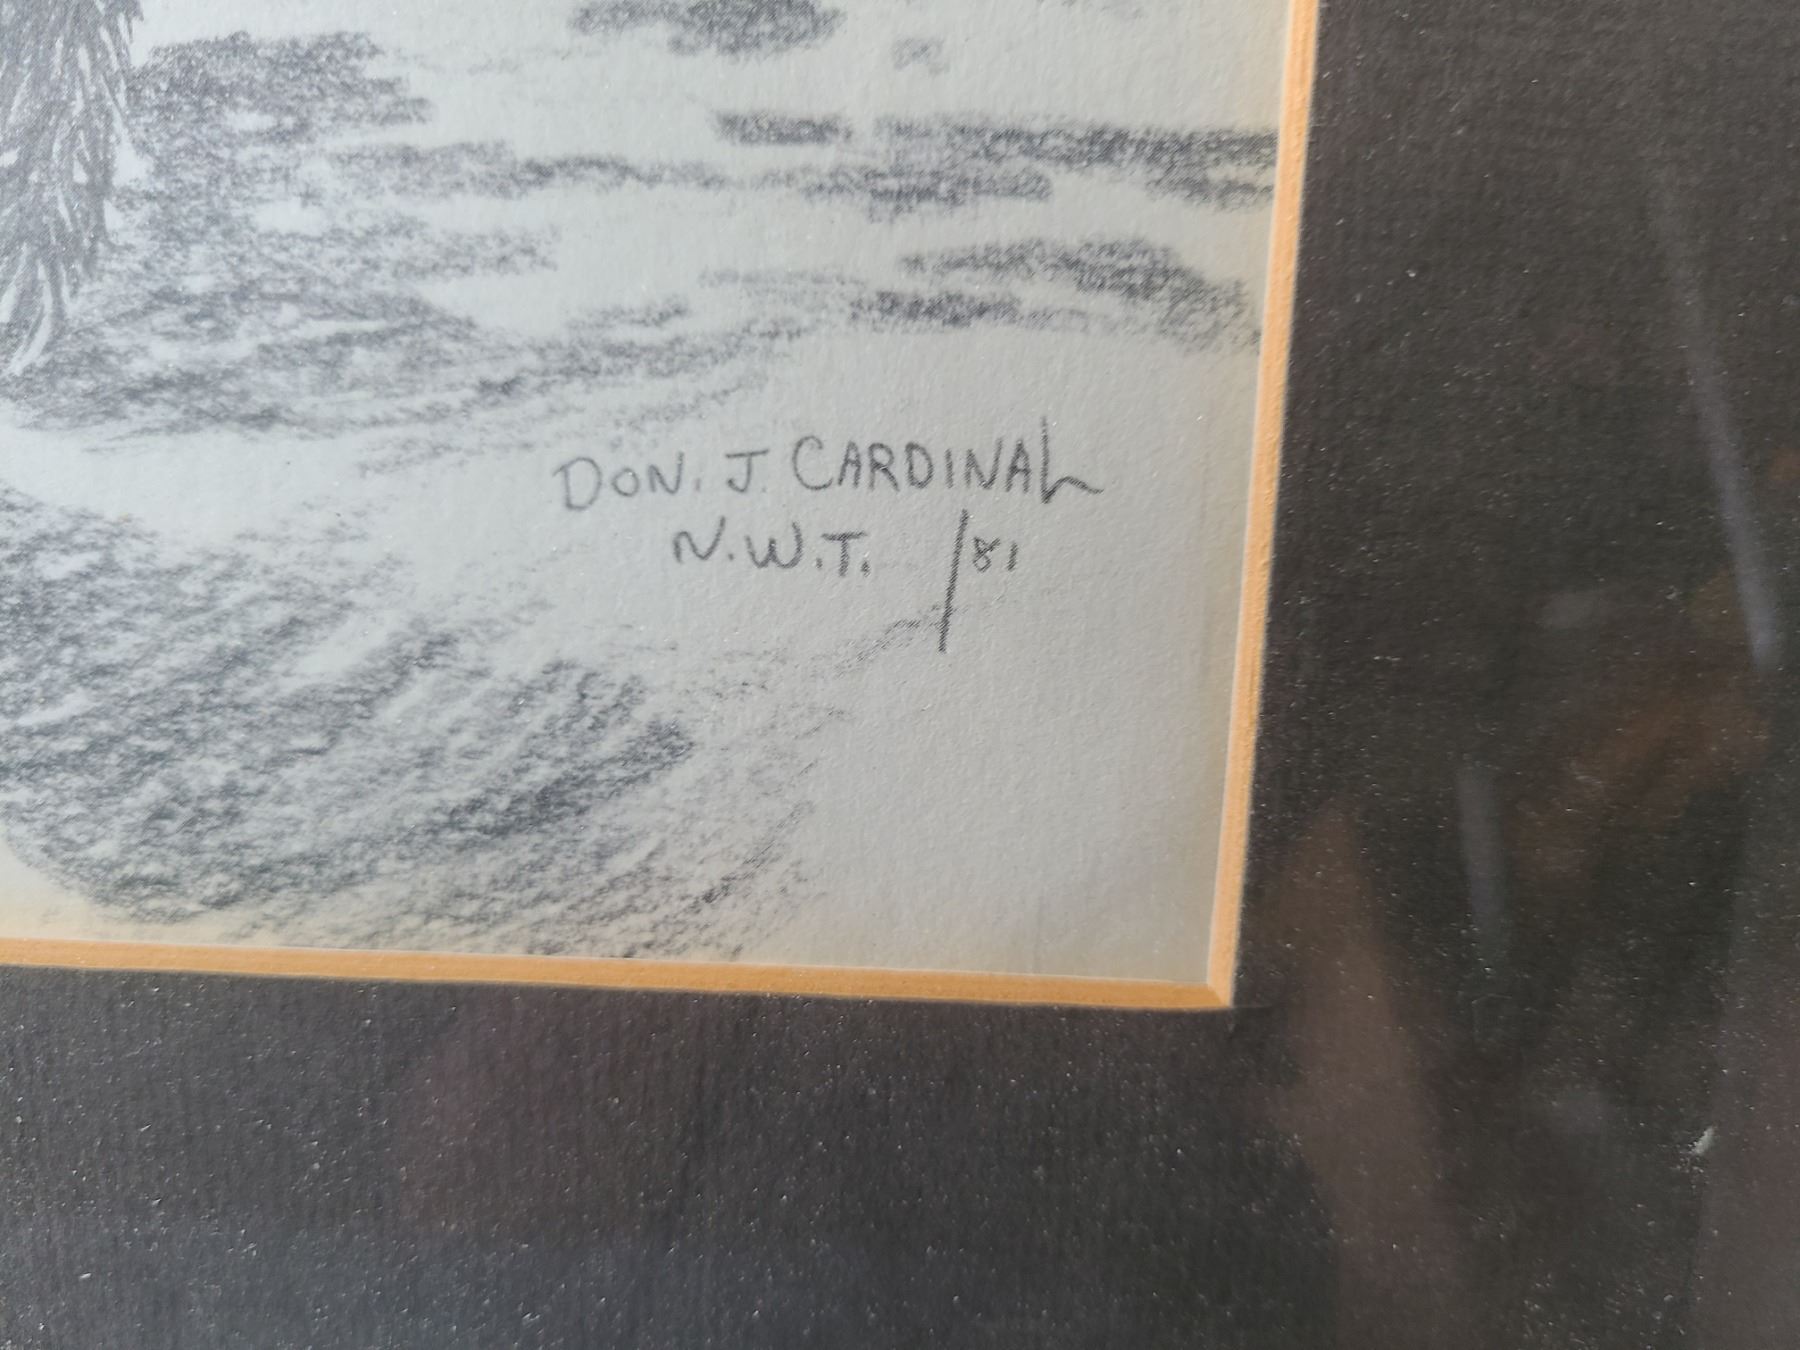 DON. J. CARDINAL
N.W.T. /81